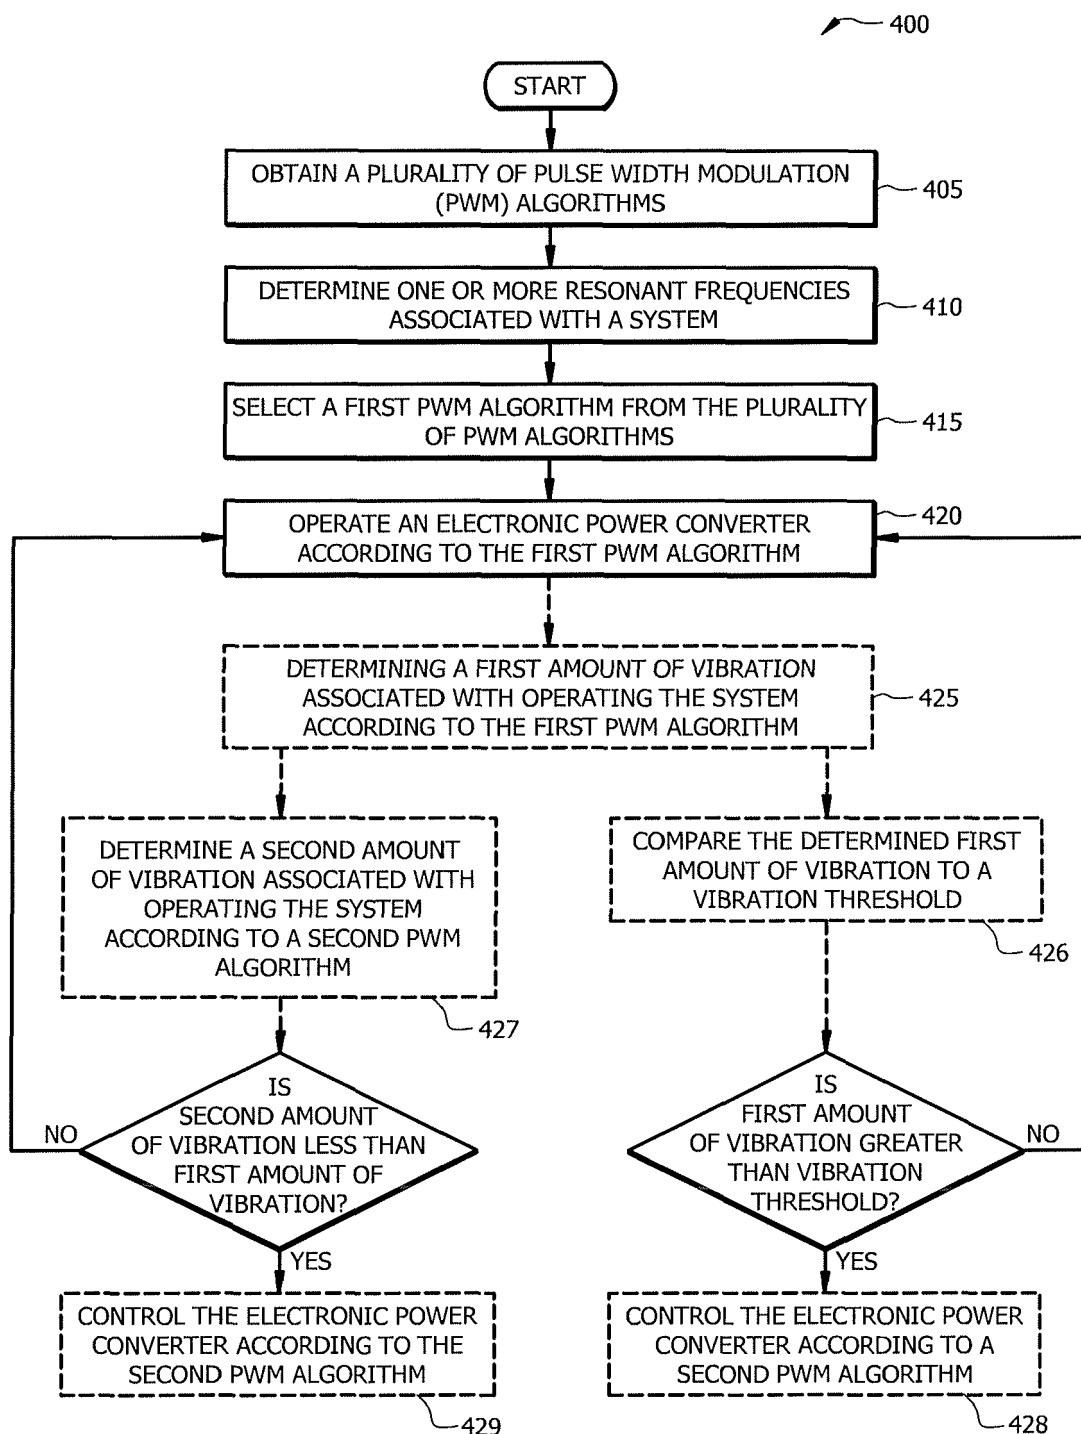 400
START
OBTAIN A PLURALITY OF PULSE WIDTH MODULATION
(PWM) ALGORITHMS
405
DETERMINE ONE OR MORE RESONANT FREQUENCIES
ASSOCIATED WITH A SYSTEM
410
SELECT A FIRST PWM ALGORITHM FROM THE PLURALITY
OF PWM ALGORITHMS
415
OPERATE AN ELECTRONIC POWER CONVERTER
ACCORDING TO THE FIRST PWM ALGORITHM
420
DETERMINING A FIRST AMOUNT OF VIBRATION
ASSOCIATED WITH OPERATING THE SYSTEM
ACCORDING TO THE FIRST PWM ALGORITHM
425
DETERMINE A SECOND AMOUNT
OF VIBRATION ASSOCIATED WITH
OPERATING THE SYSTEM
ACCORDING TO A SECOND PWM
ALGORITHM
427
COMPARE THE DETERMINED FIRST
AMOUNT OF VIBRATION TO A
VIBRATION THRESHOLD
426
IS
SECOND AMOUNT
OF VIBRATION LESS THAN
FIRST AMOUNT OF
VIBRATION?
NO
YES
IS
FIRST AMOUNT
OF VIBRATION GREATER
THAN VIBRATION
THRESHOLD?
NO
YES
CONTROL THE ELECTRONIC POWER
CONVERTER ACCORDING TO THE
SECOND PWM ALGORITHM
429
CONTROL THE ELECTRONIC POWER
CONVERTER ACCORDING TO A
SECOND PWM ALGORITHM
428